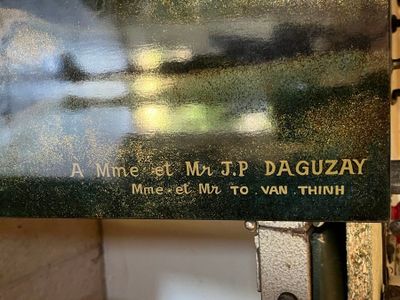 A Mme et Mr J.P DAGUZAY
Mme et Mr TO VAN THINH